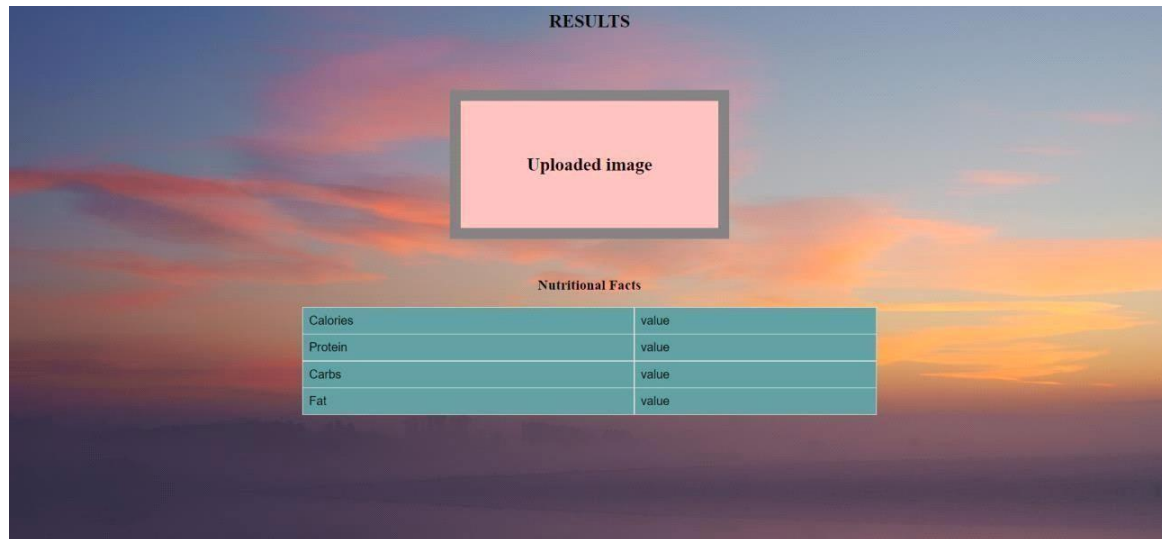 RESULTS
Uploaded image
Nutritional Facts
Calories value
Protein value
Carbs value
Fat value